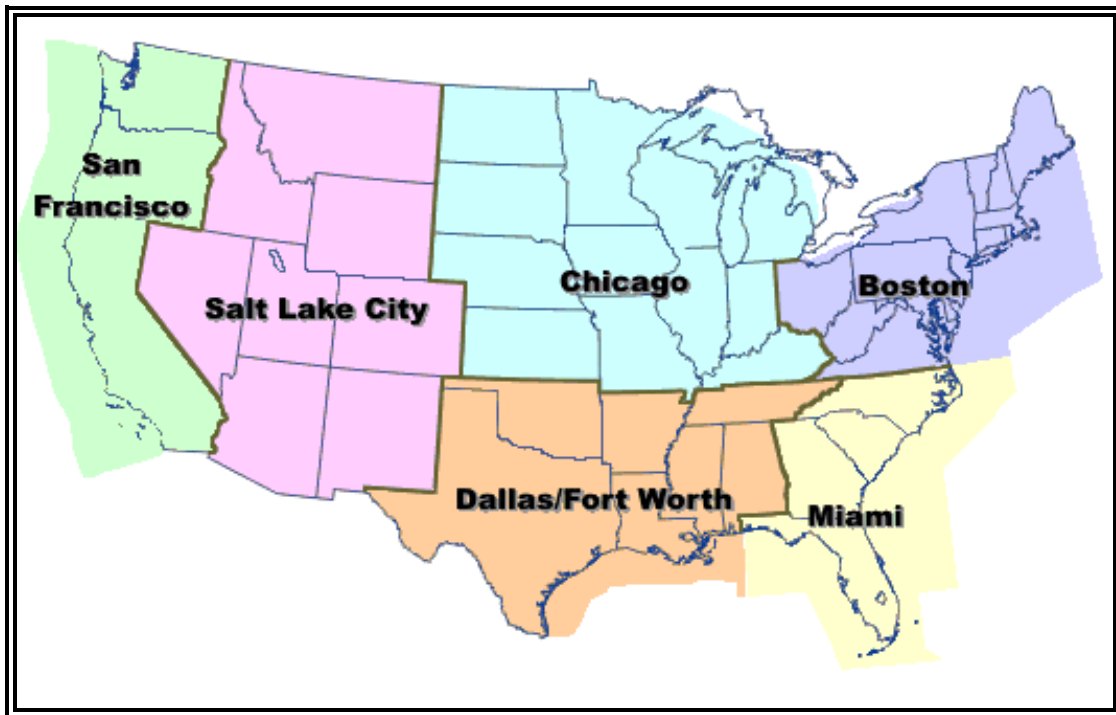 San
Francisco
Salt Lake City
Chicago
Boston
Dallas/Fort Worth
Miami